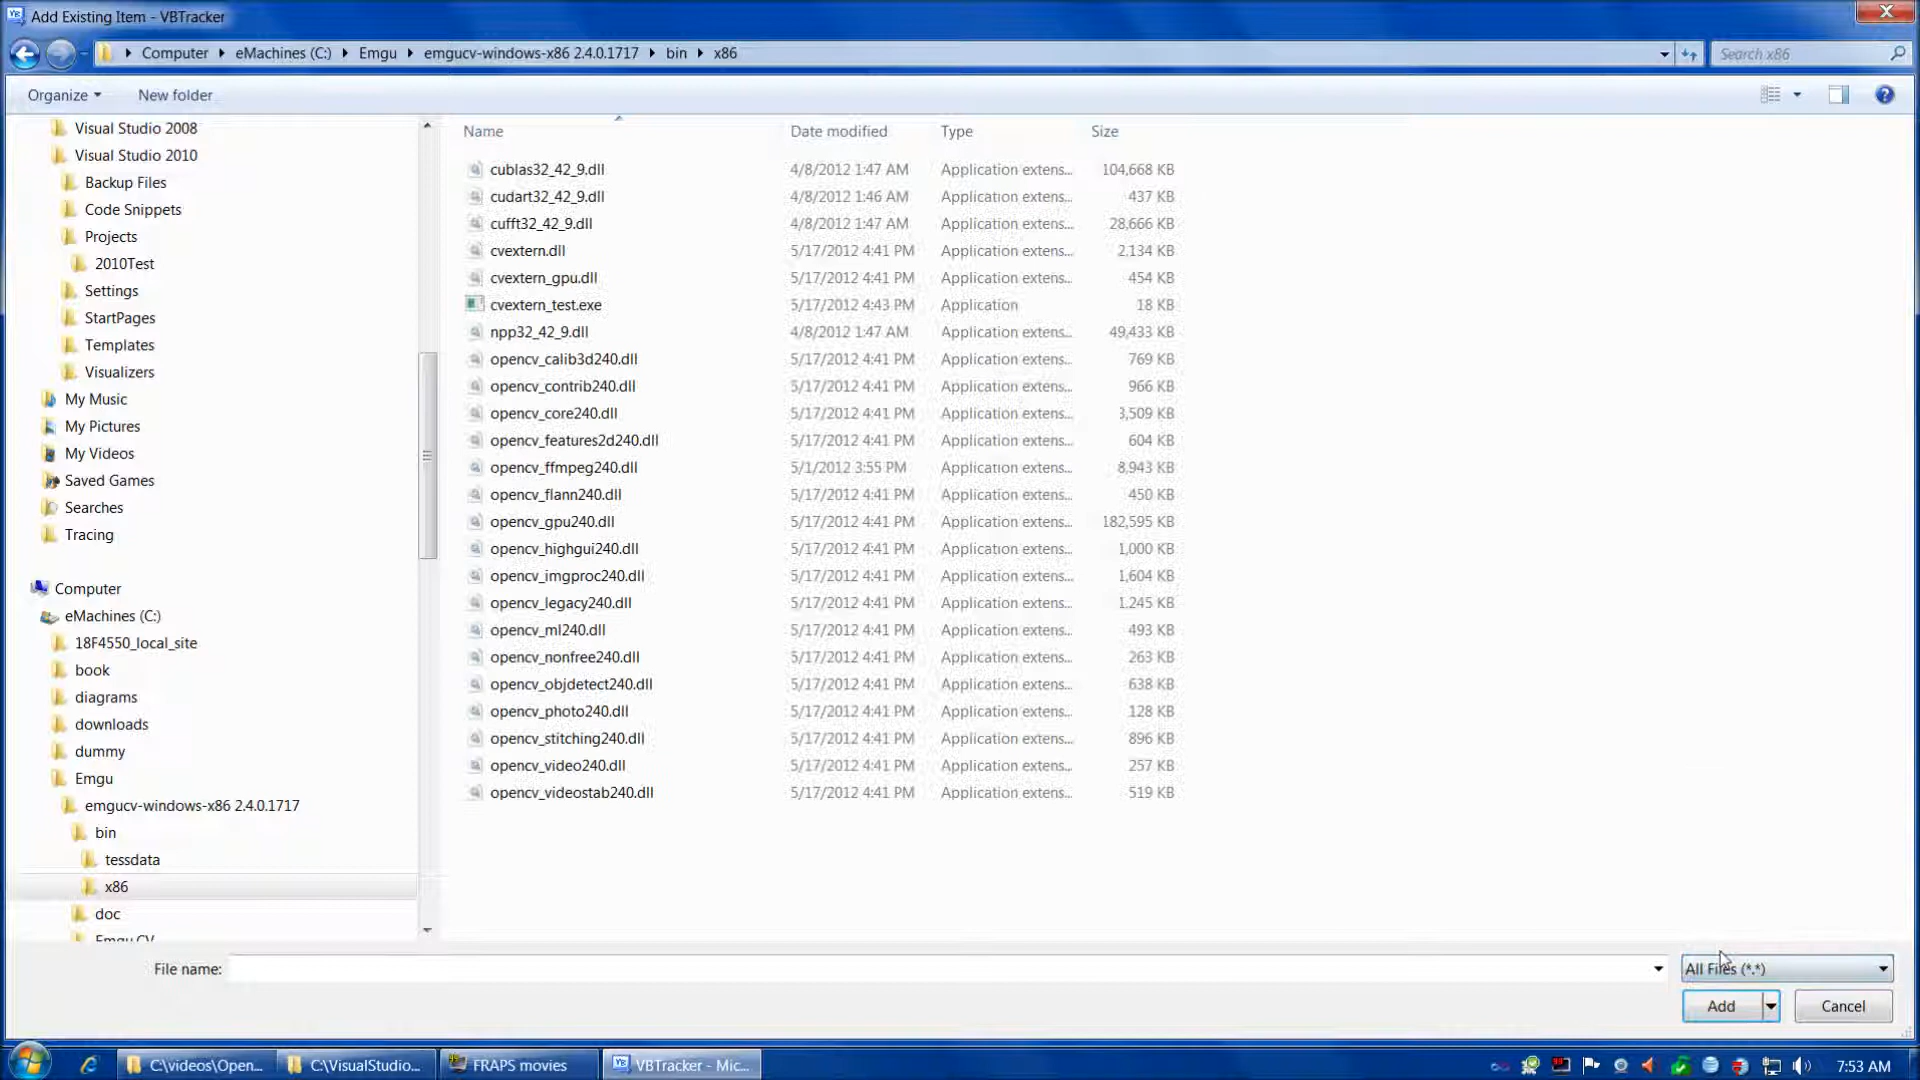 Add Existing Item - VBTracker
Computer eMachines (C:) Emgu emgucv-windows-x86 2.4.0.1717 bin x86
Search x86
Organize New folder
Visual Studio 2008
Visual Studio 2010
Backup Files
Code Snippets
Projects
2010Test
Settings
StartPages
Templates
Visualizers
My Music
My Pictures
My Videos
Saved Games
Searches
Tracing
Computer
eMachines (C:)
18F4550_local_site
book
diagrams
downloads
dummy
Emgu
emgucv-windows-x86 2.4.0.1717
bin
tessdata
x86
doc
Emgu.CV
Name Date modified Type Size
cublas32_42_9.dll 4/8/2012 1:47 AM Application extens... 104,668 KB
cudart32_42_9.dll 4/8/2012 1:46 AM Application extens... 437 KB
cufft32_42_9.dll 4/8/2012 1:47 AM Application extens... 28,666 KB
cvextern.dll 5/17/2012 4:41 PM Application extens... 2,134 KB
cvextern_gpu.dll 5/17/2012 4:41 PM Application extens... 454 KB
cvextern_test.exe 5/17/2012 4:43 PM Application 18 KB
npp32_42_9.dll 4/8/2012 1:47 AM Application extens... 49,433 KB
opencv_calib3d240.dll 5/17/2012 4:41 PM Application extens... 769 KB
opencv_contrib240.dll 5/17/2012 4:41 PM Application extens... 966 KB
opencv_core240.dll 5/17/2012 4:41 PM Application extens... 3,509 KB
opencv_features2d240.dll 5/17/2012 4:41 PM Application extens... 604 KB
opencv_ffmpeg240.dll 5/1/2012 3:55 PM Application extens... 8,943 KB
opencv_flann240.dll 5/17/2012 4:41 PM Application extens... 450 KB
opencv_gpu240.dll 5/17/2012 4:41 PM Application extens... 182,595 KB
opencv_highgui240.dll 5/17/2012 4:41 PM Application extens... 1,000 KB
opencv_imgproc240.dll 5/17/2012 4:41 PM Application extens... 1,604 KB
opencv_legacy240.dll 5/17/2012 4:41 PM Application extens... 1,245 KB
opencv_ml240.dll 5/17/2012 4:41 PM Application extens... 493 KB
opencv_nonfree240.dll 5/17/2012 4:41 PM Application extens... 263 KB
opencv_objdetect240.dll 5/17/2012 4:41 PM Application extens... 638 KB
opencv_photo240.dll 5/17/2012 4:41 PM Application extens... 128 KB
opencv_stitching240.dll 5/17/2012 4:41 PM Application extens... 896 KB
opencv_video240.dll 5/17/2012 4:41 PM Application extens... 257 KB
opencv_videostab240.dll 5/17/2012 4:41 PM Application extens... 519 KB
File name: All Files (*.*)
Add Cancel
C:\videos\Open... C:\VisualStudio... FRAPS movies VBTracker - Mic... 7:53 AM